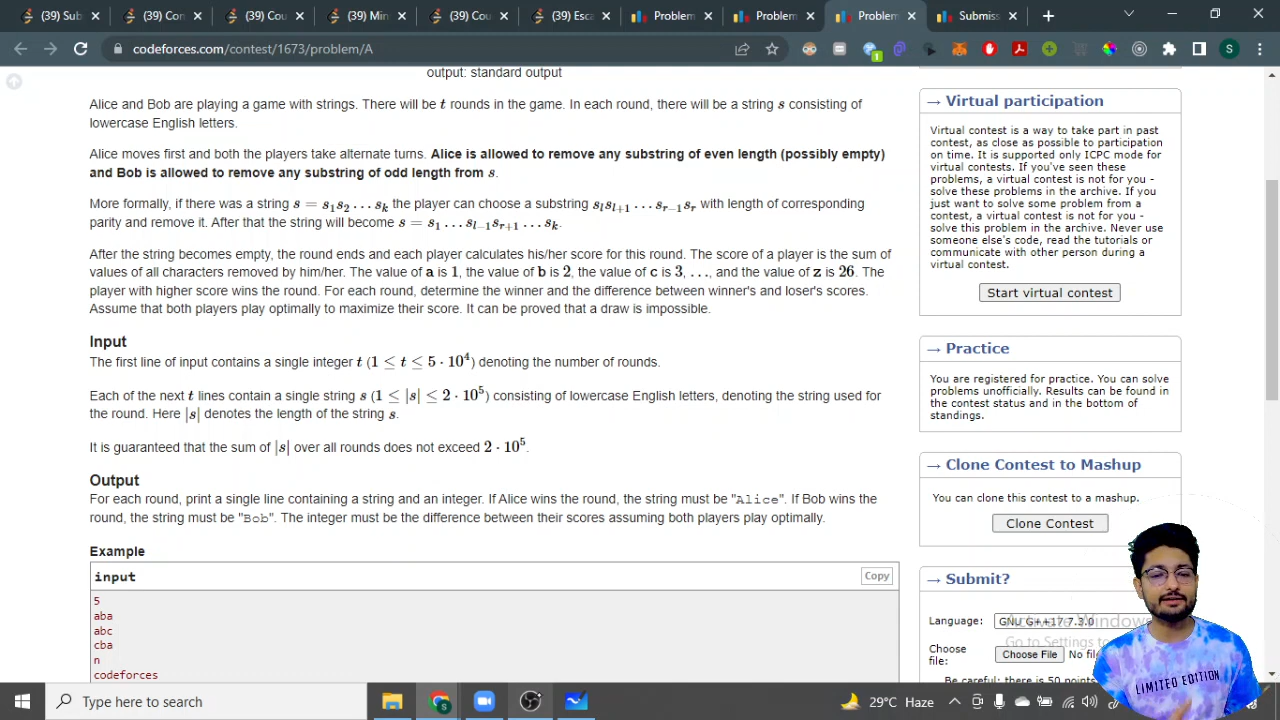 (39) Sub
(39) Con
(39) Cou
(39) Min
(39) Cou
(39) Esca
Problem
Problem
Problem
Submiss
codeforces.com/contest/1673/problem/A
S
1
output: standard output
Alice and Bob are playing a game with strings. There will be t rounds in the game. In each round, there will be a string s consisting of
lowercase English letters.
Alice moves first and both the players take alternate turns. Alice is allowed to remove any substring of even length (possibly empty)
and Bob is allowed to remove any substring of odd length from s.
More formally, if there was a string s = s₁s₂ … sₖ the player can choose a substring sₗsₗ₊₁ … sᵣ₋₁sᵣ with length of corresponding
parity and remove it. After that the string will become s = s₁ … sₗ₋₁sᵣ₊₁ … sₖ.
After the string becomes empty, the round ends and each player calculates his/her score for this round. The score of a player is the sum of
values of all characters removed by him/her. The value of a is 1, the value of b is 2, the value of c is 3, …, and the value of z is 26. The
player with higher score wins the round. For each round, determine the winner and the difference between winner's and loser's scores.
Assume that both players play optimally to maximize their score. It can be proved that a draw is impossible.
Input
The first line of input contains a single integer t (1 ≤ t ≤ 5 · 10⁴) denoting the number of rounds.
Each of the next t lines contain a single string s (1 ≤ |s| ≤ 2 · 10⁵) consisting of lowercase English letters, denoting the string used for
the round. Here |s| denotes the length of the string s.
It is guaranteed that the sum of |s| over all rounds does not exceed 2 · 10⁵.
Output
For each round, print a single line containing a string and an integer. If Alice wins the round, the string must be "Alice". If Bob wins the
round, the string must be "Bob". The integer must be the difference between their scores assuming both players play optimally.
Example
input
Copy
5
aba
abc
cba
n
codeforces
→ Virtual participation
Virtual contest is a way to take part in past
contest, as close as possible to participation
on time. It is supported only ICPC mode for
virtual contests. If you've seen these
problems, a virtual contest is not for you -
solve these problems in the archive. If you
just want to solve some problem from a
contest, a virtual contest is not for you -
solve this problem in the archive. Never use
someone else's code, read the tutorials or
communicate with other person during a
virtual contest.
Start virtual contest
→ Practice
You are registered for practice. You can solve
problems unofficially. Results can be found
in the contest status and in the bottom of
standings.
→ Clone Contest to Mashup
You can clone this contest to a mashup.
Clone Contest
→ Submit?
Language:
GNU G++17 7.3.0
Activate Windows
Go to Settings to
Choose
file:
Choose File
No file
Be careful: there is 50 points
LIMITED EDITION
Type here to search
29°C Haze